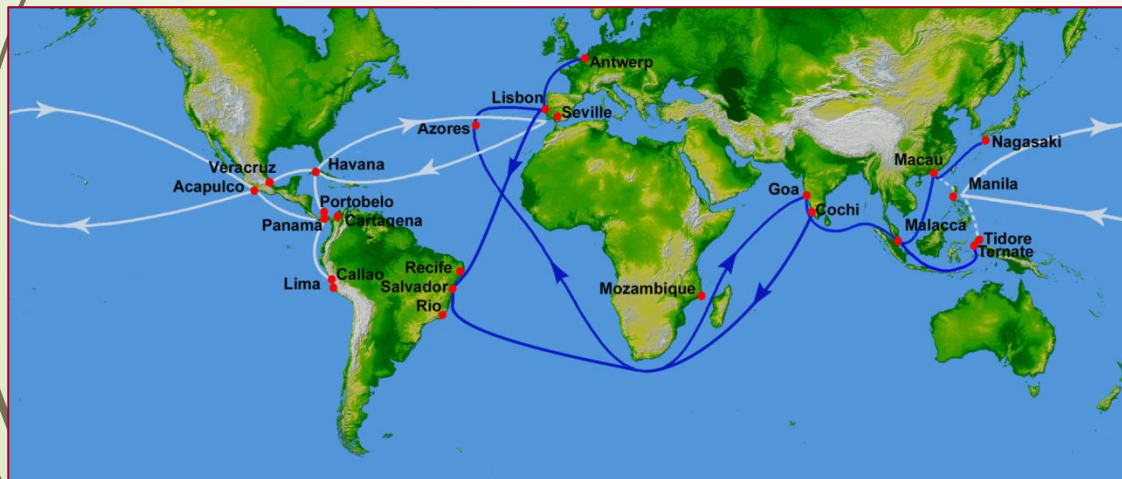 Antwerp
Lisbon
Seville
Azores
Nagasaki
Havana
Macau
Veracruz
Acapulco
Manila
Goa
Portobelo
Cochi
Panama
Cartagena
Malacca
Tidore
Ternate
Recife
Callao
Lima
Salvador
Mozambique
Rio